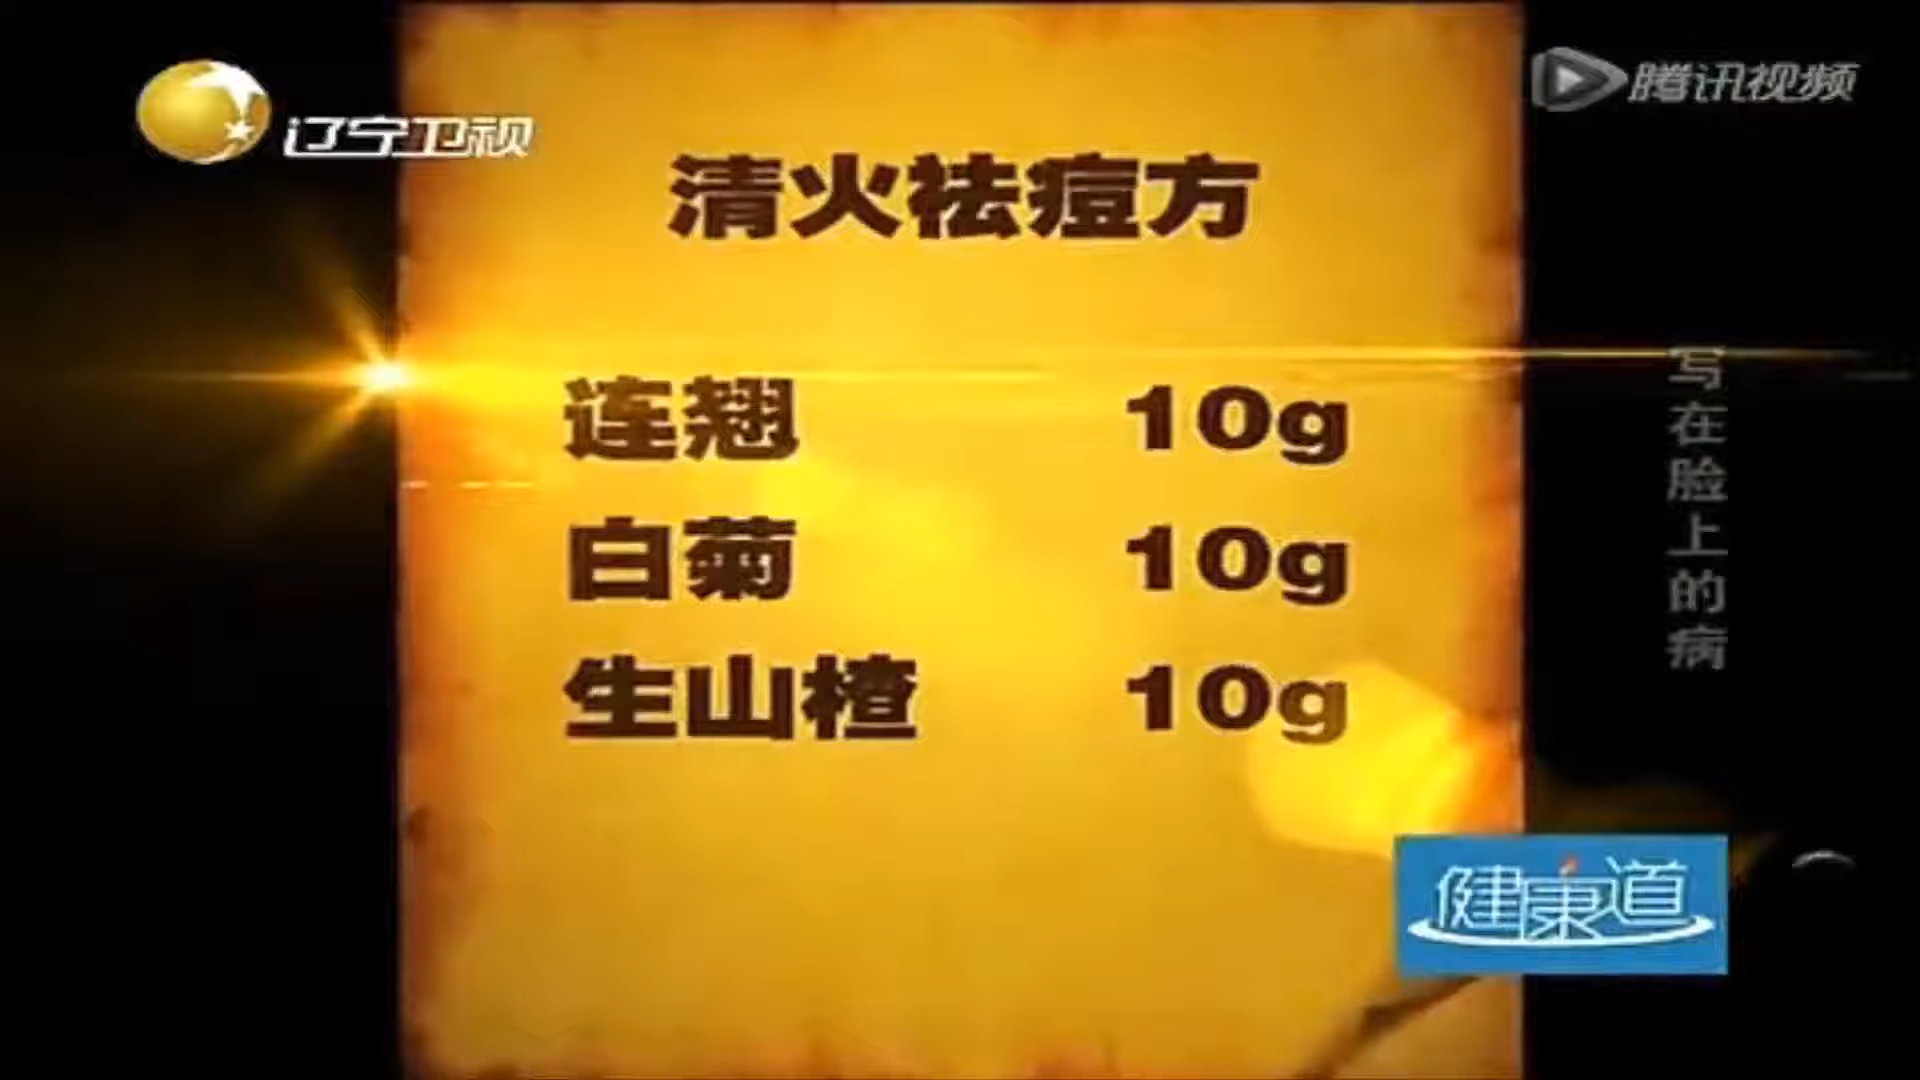 辽宁卫视
腾讯视频
清火祛痘方
连翘 10g
白菊 10g
生山楂 10g
写在脸上的病
健康道